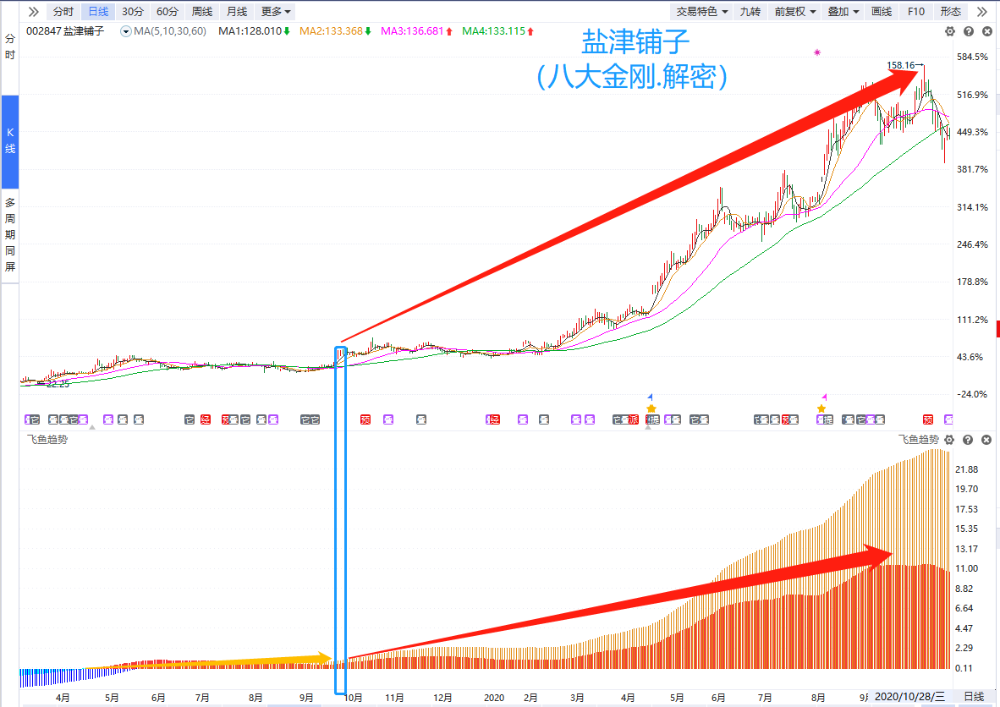 分时 日线 30分 60分 周线 月线 更多 交易特色 九转 前复权 叠加 画线 F10 形态
002847 盐津铺子 MA(5,10,30,60) MA1:128.010 MA2:133.368 MA3:136.681 MA4:133.115
分时
K线
多周期同屏
盐津铺子
（八大金刚.解密）
158.16
22.25
584.5%
516.9%
449.3%
381.7%
314.1%
246.4%
178.8%
111.2%
43.6%
-24.0%
飞鱼趋势 飞鱼趋势
21.88
19.70
17.53
15.35
13.17
11.00
8.82
6.64
4.47
2.29
0.11
4月 5月 6月 7月 8月 9月 10月 11月 12月 2020 2月 3月 4月 5月 6月 7月 8月 2020/10/28/三 日线